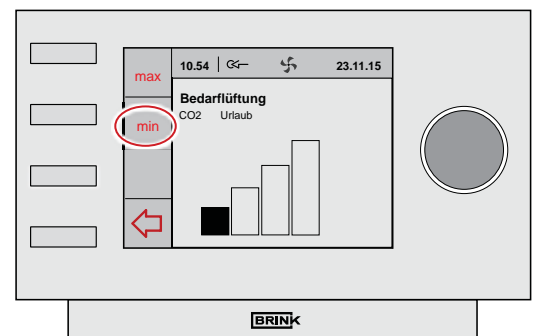 max
10.54 23.11.15
Bedarflüftung
CO2 Urlaub
min
BRINK